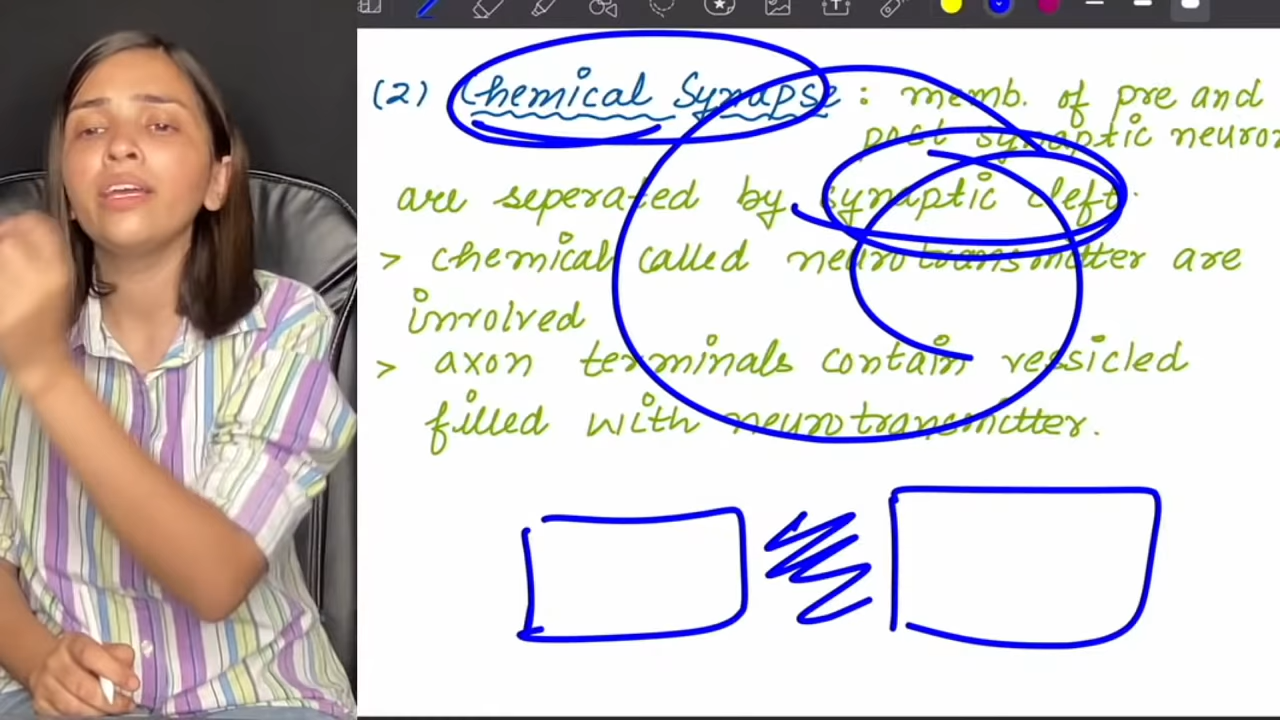 (2) Chemical Synapse : memb. of pre and
post synaptic neuron
are seperated by synaptic cleft.
> chemical called neurotransmitter are
involved
> axon terminals contain vessicled
filled with neurotransmitter.